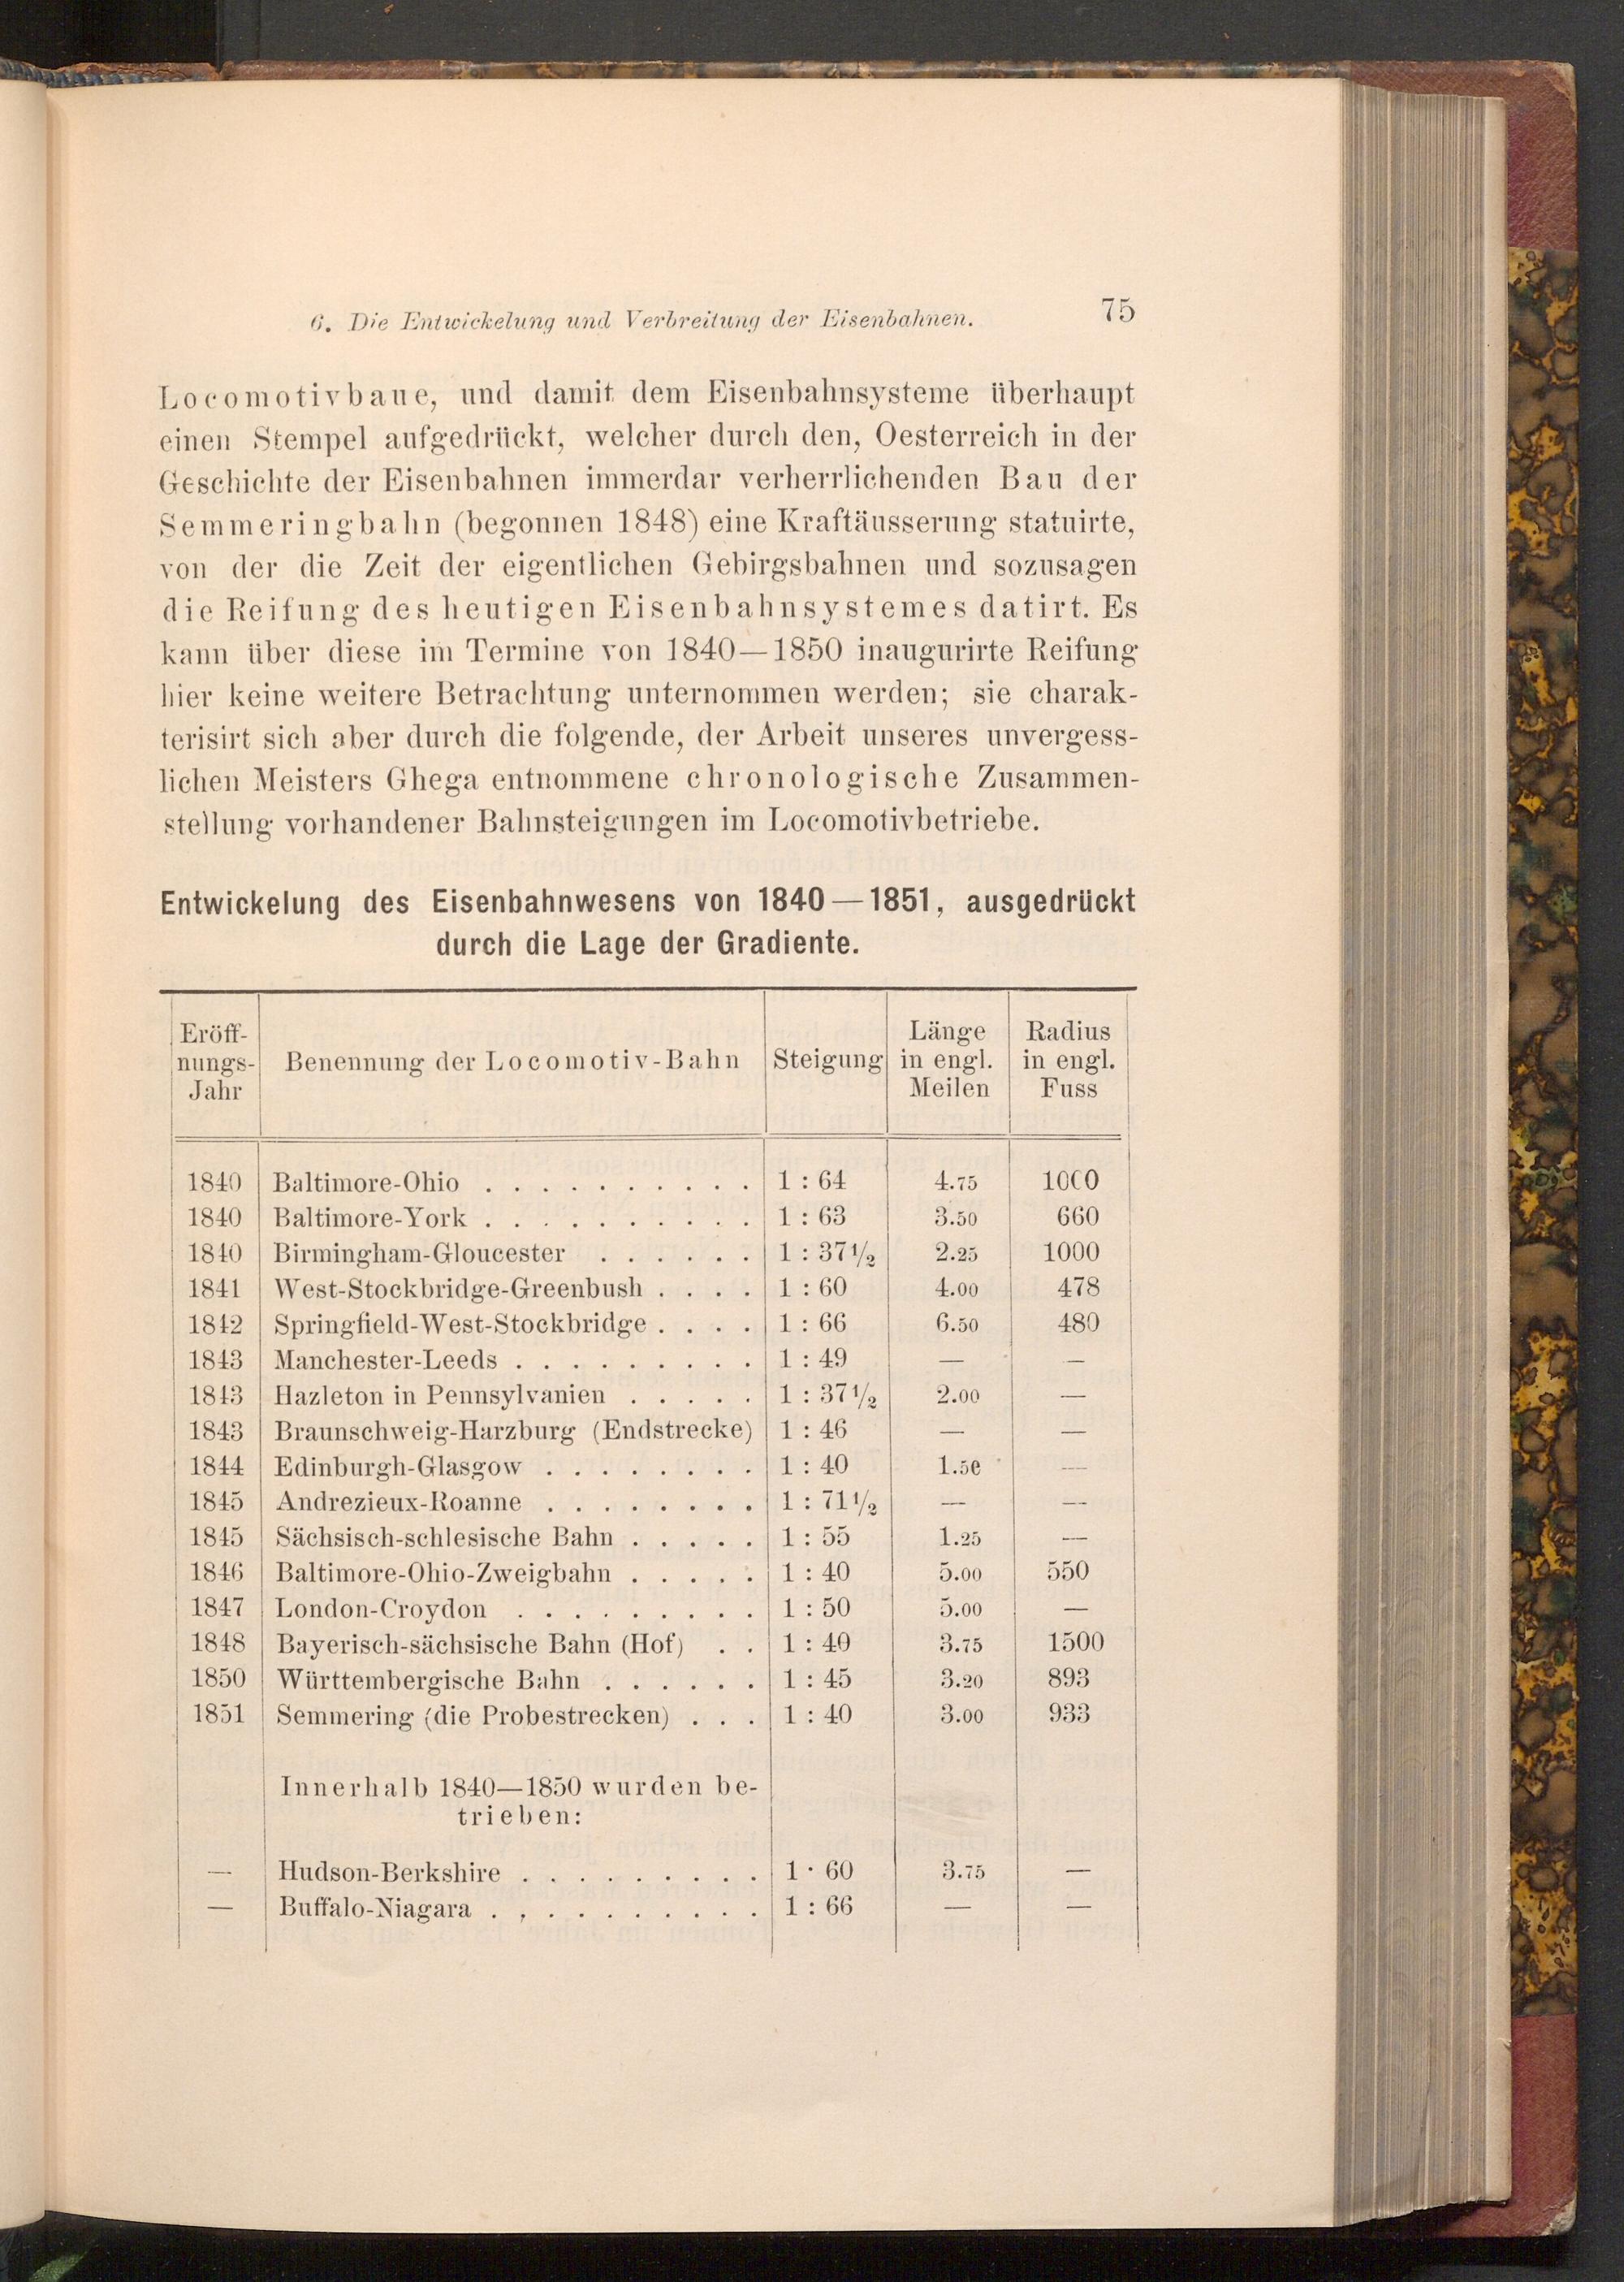 6. Die Entwickelung und Verbreitung der Eisenbahnen. 75
Locomotivbaue, und damit dem Eisenbahnsysteme überhaupt
einen Stempel aufgedrückt, welcher durch den, Oesterreich in der
Geschichte der Eisenbahnen immerdar verherrlichenden Bau der
Semmeringbahn (begonnen 1848) eine Kraftäusserung statuirte,
von der die Zeit der eigentlichen Gebirgsbahnen und sozusagen
die Reifung des heutigen Eisenbahnsystemes datirt. Es
kann über diese im Termine von 1840—1850 inaugurirte Reifung
hier keine weitere Betrachtung unternommen werden; sie charak-
terisirt sich aber durch die folgende, der Arbeit unseres unvergess-
lichen Meisters Ghega entnommene chronologische Zusammen-
stellung vorhandener Bahnsteigungen im Locomotivbetriebe.
Entwickelung des Eisenbahnwesens von 1840—1851, ausgedrückt
durch die Lage der Gradiente.
Eröff-
nungs-
Jahr
Benennung der Locomotiv-Bahn
Steigung
Länge
in engl.
Meilen
Radius
in engl.
Fuss
1840 Baltimore-Ohio . . . . . . . . . . 1 : 64 4.75 1000
1840 Baltimore-York . . . . . . . . . . 1 : 63 3.50 660
1840 Birmingham-Gloucester . . . . . . 1 : 37 1/2 2.25 1000
1841 West-Stockbridge-Greenbush . . . . 1 : 60 4.00 478
1842 Springfield-West-Stockbridge . . . . 1 : 66 6.50 480
1843 Manchester-Leeds . . . . . . . . . 1 : 49 — —
1843 Hazleton in Pennsylvanien . . . . . 1 : 37 1/2 2.00 —
1843 Braunschweig-Harzburg (Endstrecke) 1 : 46 — —
1844 Edinburgh-Glasgow . . . . . . . . 1 : 40 1.50 —
1845 Andrezieux-Roanne . . . . . . . . 1 : 71 1/2 — —
1845 Sächsisch-schlesische Bahn . . . . . 1 : 55 1.25 —
1846 Baltimore-Ohio-Zweigbahn . . . . . 1 : 40 5.00 550
1847 London-Croydon . . . . . . . . . 1 : 50 5.00 —
1848 Bayerisch-sächsische Bahn (Hof) . . 1 : 40 3.75 1500
1850 Württembergische Bahn . . . . . . 1 : 45 3.20 893
1851 Semmering (die Probestrecken) . . . 1 : 40 3.00 933
Innerhalb 1840—1850 wurden be-
trieben:
— Hudson-Berkshire . . . . . . . . . 1 : 60 3.75 —
— Buffalo-Niagara . . . . . . . . . . 1 : 66 — —